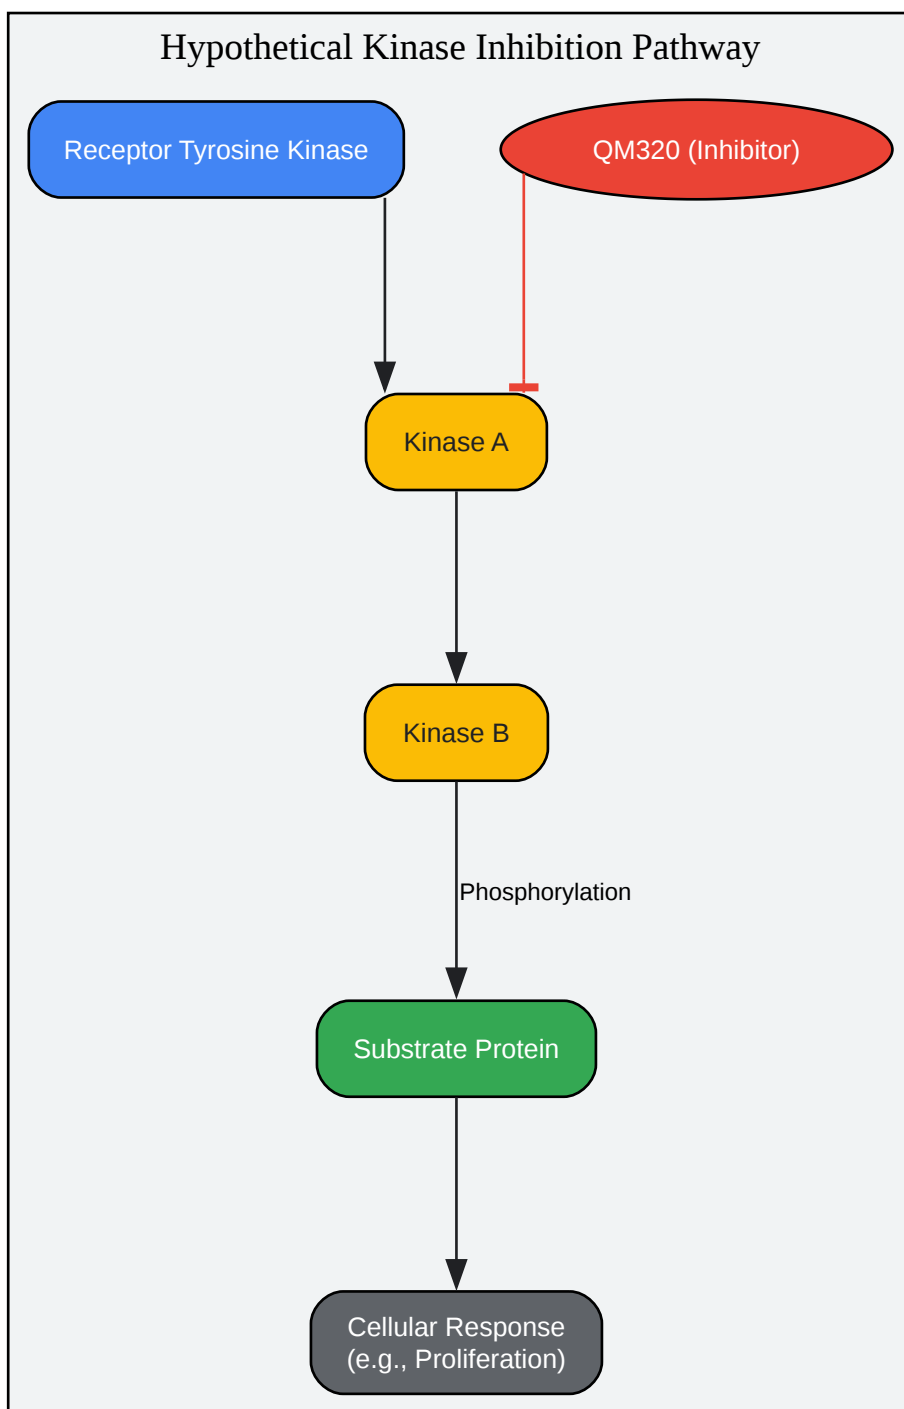 Hypothetical Kinase Inhibition Pathway
Receptor Tyrosine Kinase
QM320 (Inhibitor)
Kinase A
Kinase B
Phosphorylation
Substrate Protein
Cellular Response
(e.g., Proliferation)